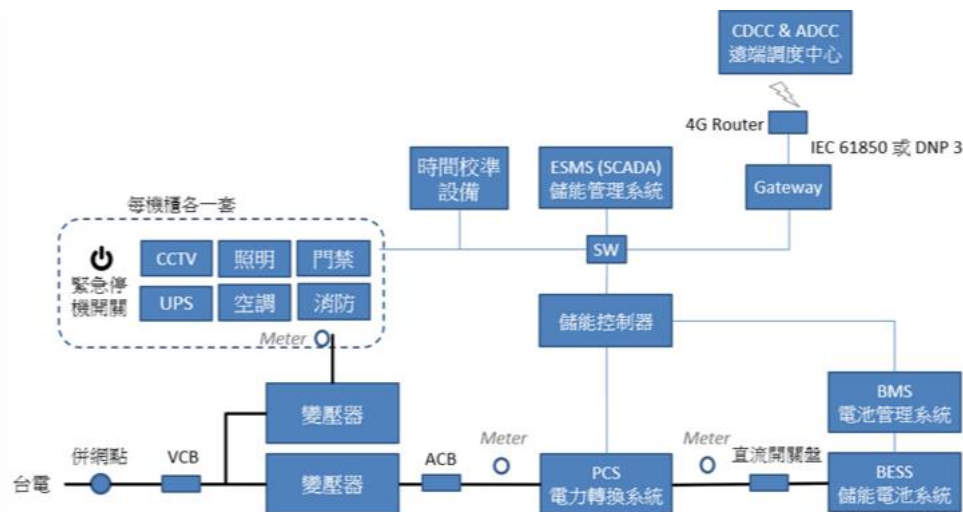 CDCC & ADCC
遠端調度中心
4G Router
IEC 61850 或 DNP 3
時間校準
設備
ESMS (SCADA)
儲能管理系統
Gateway
每機櫃各一套
SW
CCTV
照明
門禁
緊急停
機開關
UPS
空調
消防
儲能控制器
Meter
變壓器
BMS
電池管理系統
併網點
VCB
ACB
Meter
Meter
直流開關盤
台電
變壓器
PCS
電力轉換系統
BESS
儲能電池系統